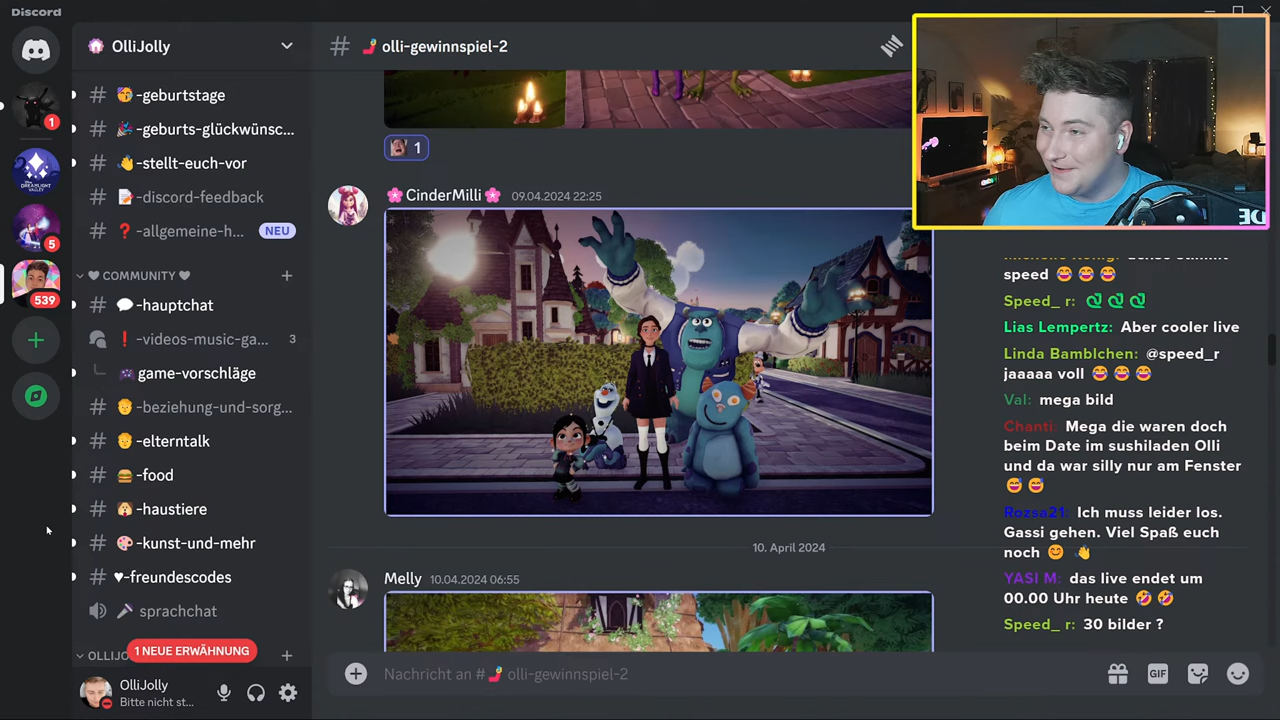 Discord
OlliJolly
-geburtstage
-geburts-glückwünsc...
-stellt-euch-vor
-discord-feedback
-allgemeine-h...
NEU
COMMUNITY
-hauptchat
-videos-music-ga...
3
game-vorschläge
-beziehung-und-sorg...
-elterntalk
-food
-haustiere
-kunst-und-mehr
-freundescodes
sprachchat
1 NEUE ERWÄHNUNG
OlliJolly
Bitte nicht st...
1
5
539
# olli-gewinnspiel-2
1
CinderMilli 09.04.2024 22:25
10. April 2024
Melly 10.04.2024 06:55
Nachricht an # olli-gewinnspiel-2
GIF
speed
Speed_ r:
Lias Lempertz: Aber cooler live
Linda Bamblchen: @speed_r
jaaaaa voll
Val: mega bild
Chanti: Mega die waren doch
beim Date im sushiladen Olli
und da war silly nur am Fenster
Rozsa21: Ich muss leider los.
Gassi gehen. Viel Spaß euch
noch
YASI M: das live endet um
00.00 Uhr heute
Speed_ r: 30 bilder ?